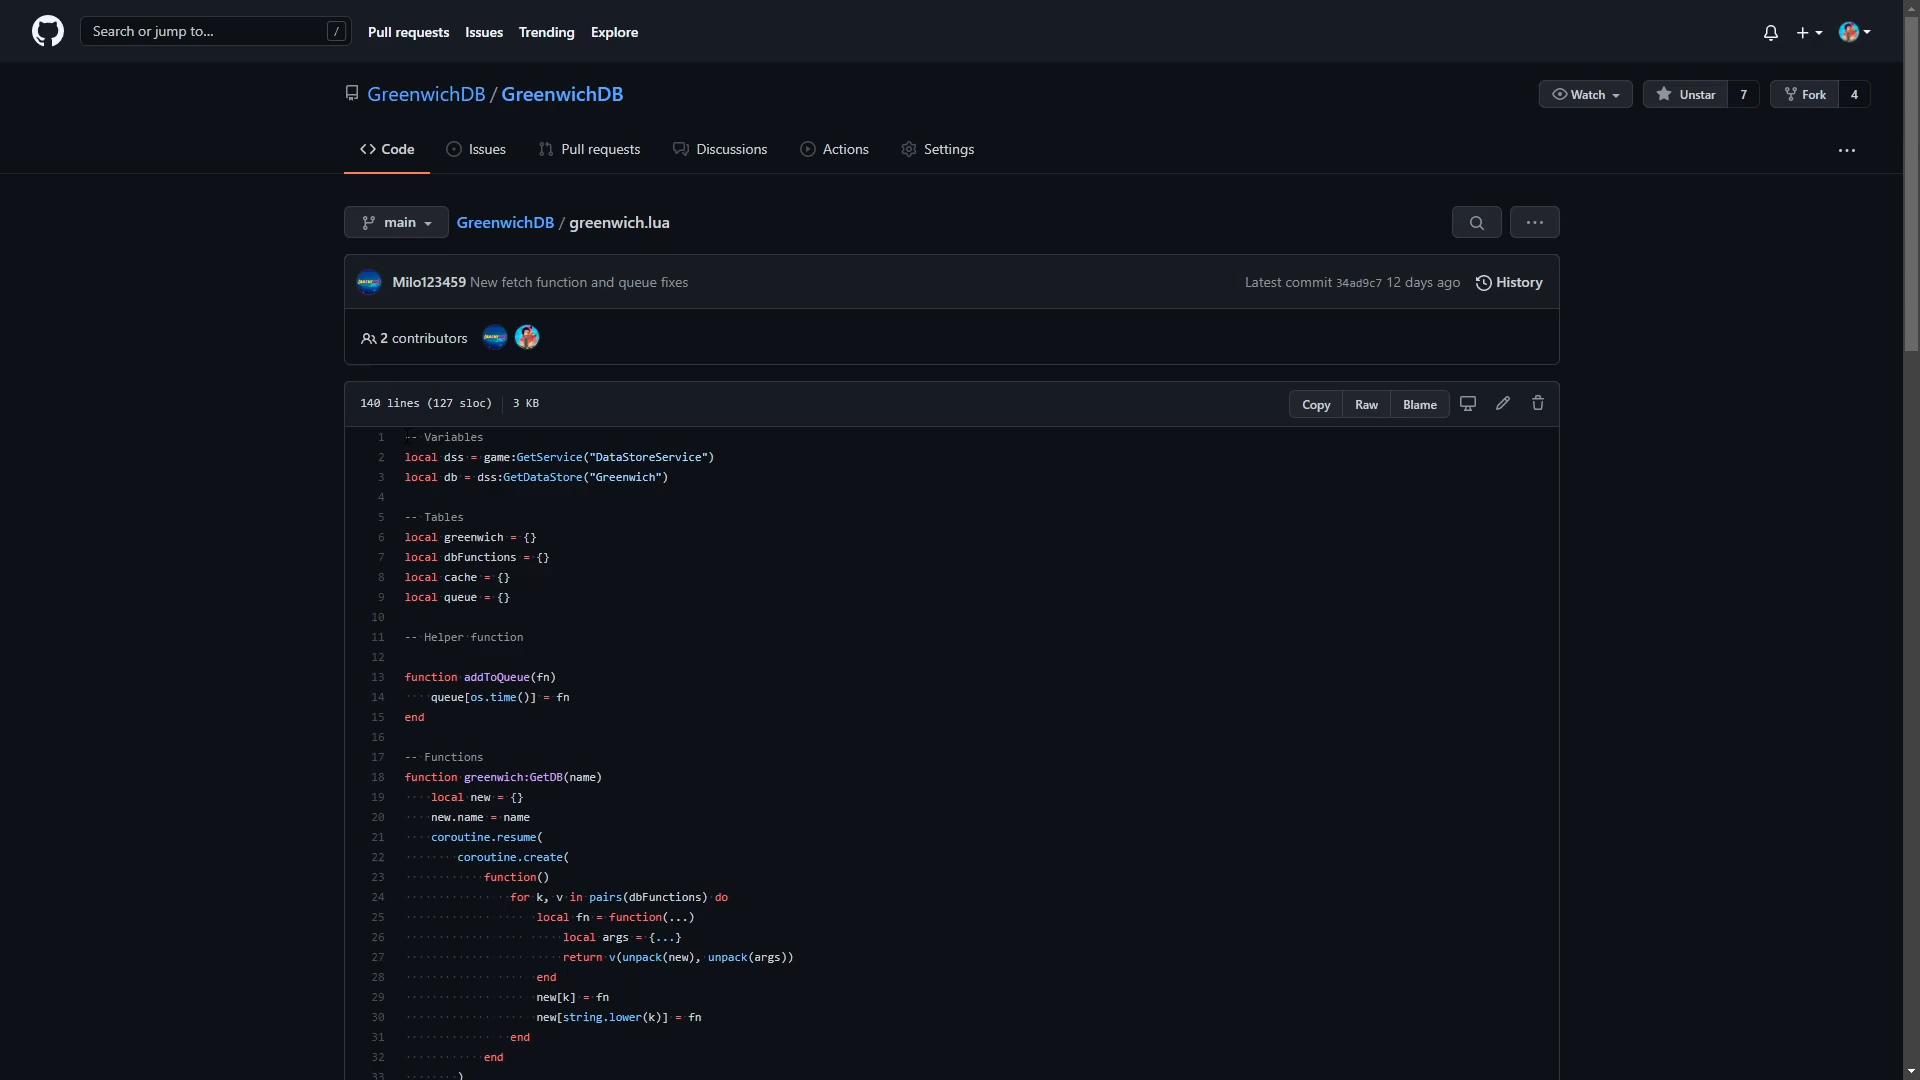 Search or jump to... /
Pull requests Issues Trending Explore
GreenwichDB / GreenwichDB
Watch Unstar 7 Fork 4
Code Issues Pull requests Discussions Actions Settings
main GreenwichDB / greenwich.lua
Milo123459 New fetch function and queue fixes Latest commit 34ad9c7 12 days ago History
2 contributors
140 lines (127 sloc) 3 KB Copy Raw Blame
1 -- Variables
2 local dss = game:GetService("DataStoreService")
3 local db = dss:GetDataStore("Greenwich")
4
5 -- Tables
6 local greenwich = {}
7 local dbFunctions = {}
8 local cache = {}
9 local queue = {}
10
11 -- Helper function
12
13 function addToQueue(fn)
14 queue[os.time()] = fn
15 end
16
17 -- Functions
18 function greenwich:GetDB(name)
19 local new = {}
20 new.name = name
21 coroutine.resume(
22 coroutine.create(
23 function()
24 for k, v in pairs(dbFunctions) do
25 local fn = function(...)
26 local args = {...}
27 return v(unpack(new), unpack(args))
28 end
29 new[k] = fn
30 new[string.lower(k)] = fn
31 end
32 end
33 )